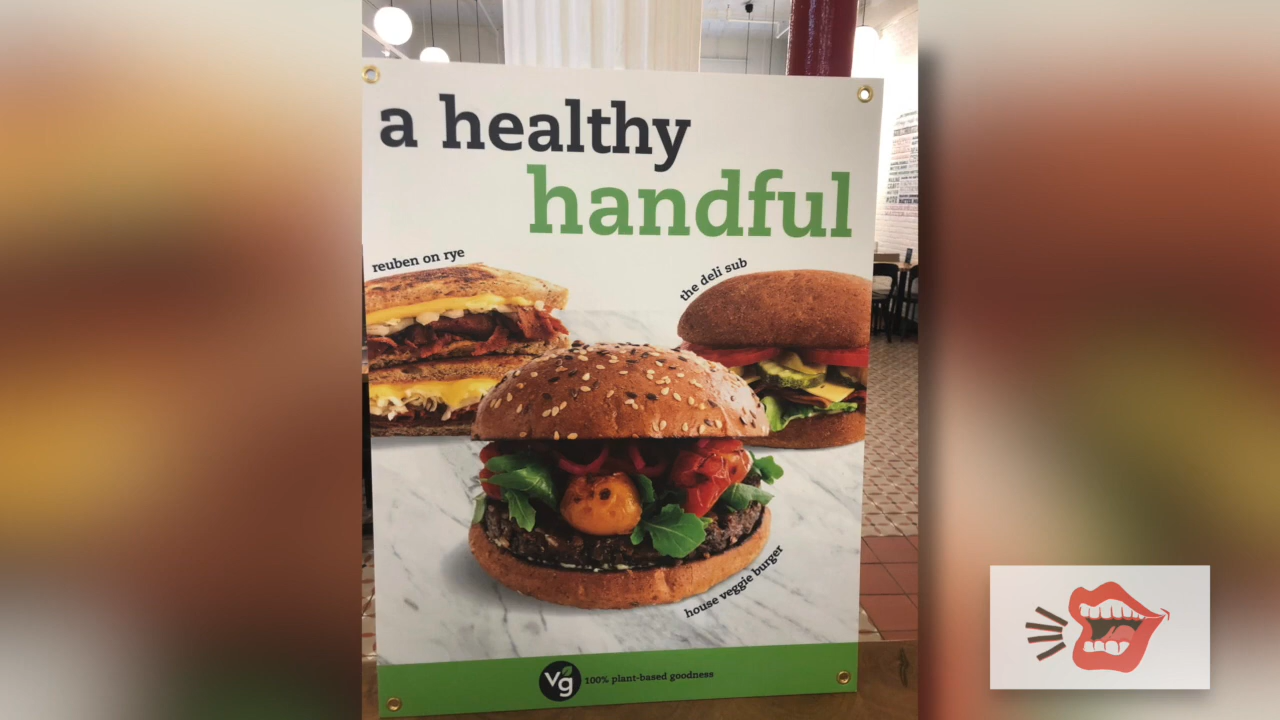 a healthy
handful
reuben on rye
the deli sub
house veggie burger
vg 100% plant-based goodness